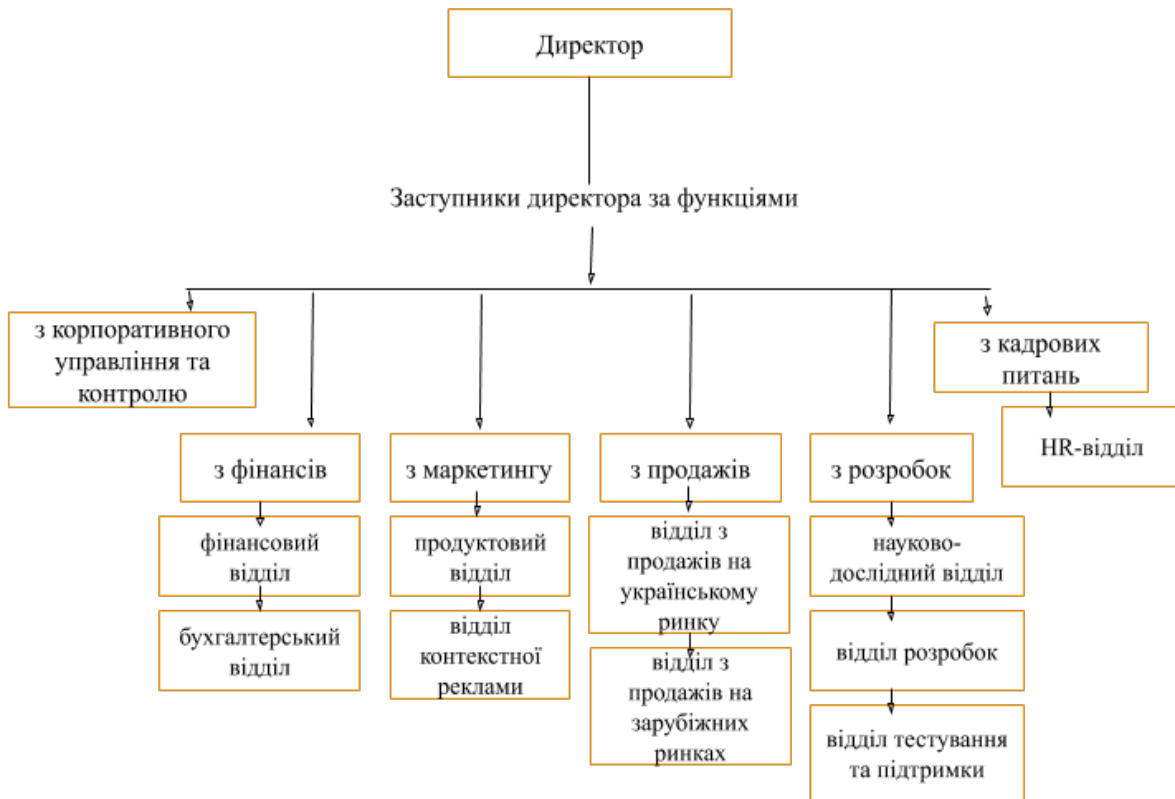 Директор
Заступники директора за функціями
з корпоративного
управління та
контролю
з кадрових
питань
HR-відділ
з фінансів
з маркетингу
з продажів
з розробок
фінансовий
відділ
продуктовий
відділ
відділ з
продажів на
українському
ринку
науково-
дослідний відділ
бухгалтерський
відділ
відділ
контекстної
реклами
відділ з
продажів на
зарубіжних
ринках
відділ розробок
відділ тестування
та підтримки